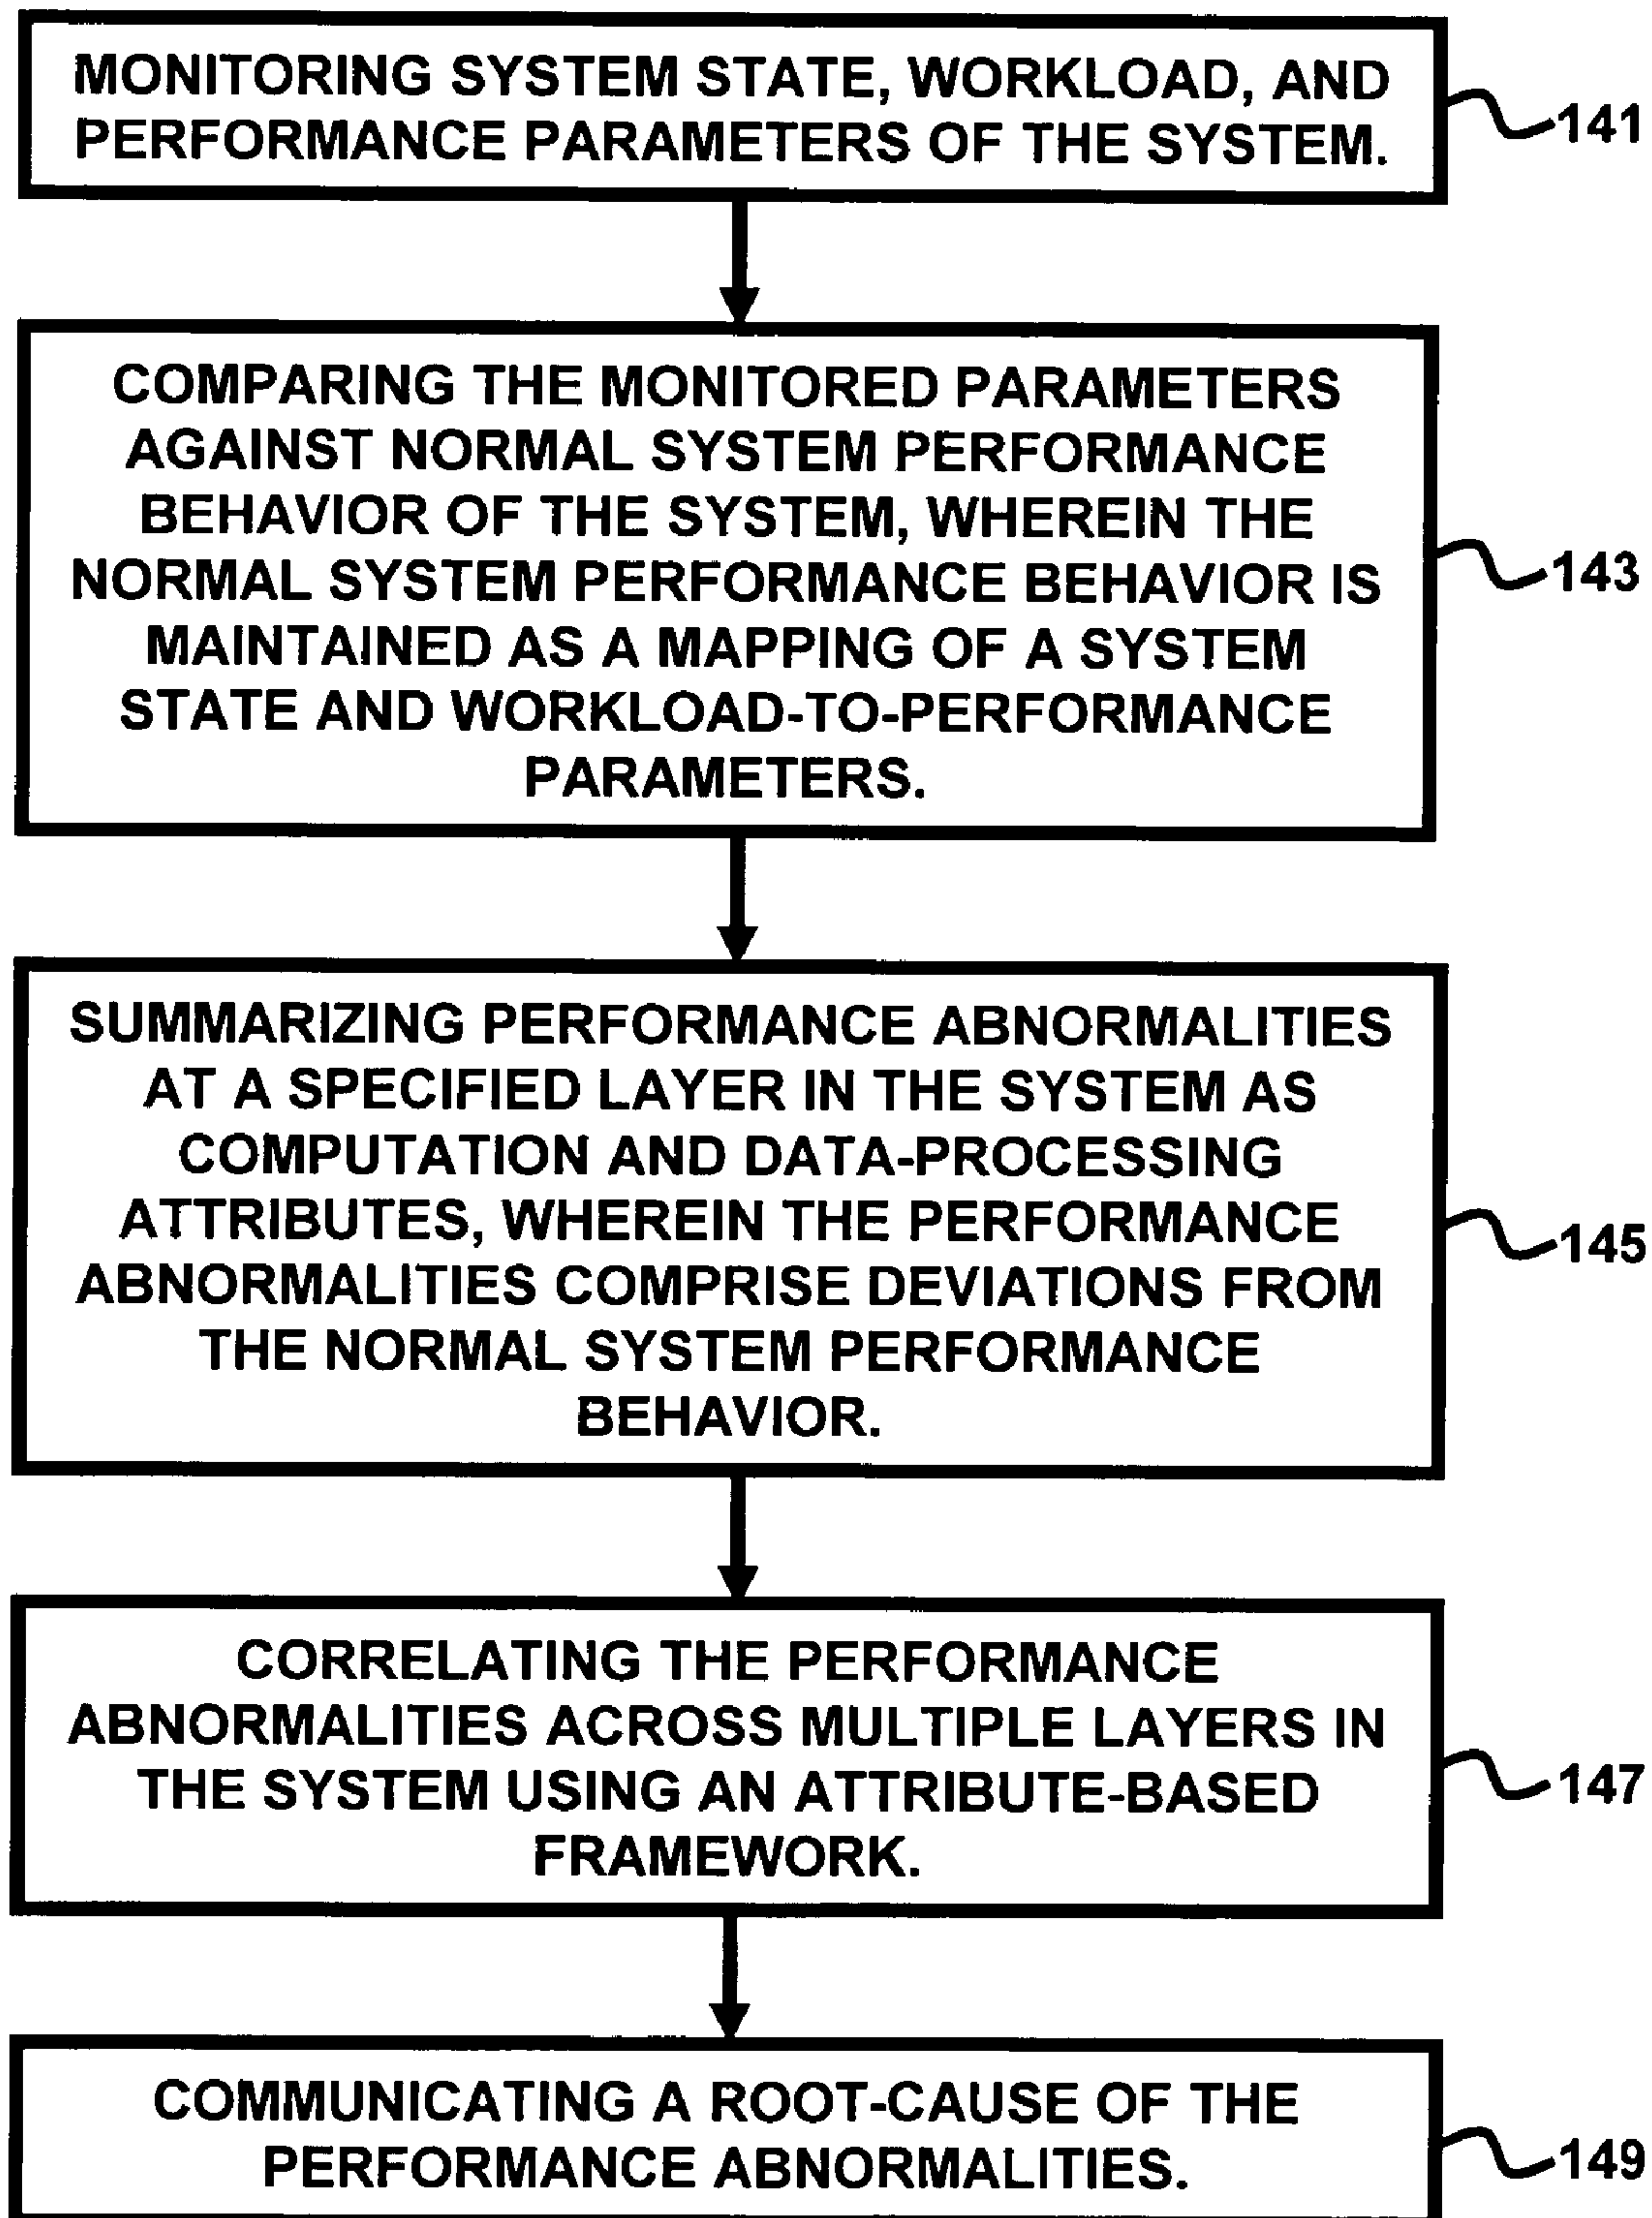 MONITORING SYSTEM STATE, WORKLOAD, AND
PERFORMANCE PARAMETERS OF THE SYSTEM.
141
COMPARING THE MONITORED PARAMETERS
AGAINST NORMAL SYSTEM PERFORMANCE
BEHAVIOR OF THE SYSTEM, WHEREIN THE
NORMAL SYSTEM PERFORMANCE BEHAVIOR IS
MAINTAINED AS A MAPPING OF A SYSTEM
STATE AND WORKLOAD-TO-PERFORMANCE
PARAMETERS.
143
SUMMARIZING PERFORMANCE ABNORMALITIES
AT A SPECIFIED LAYER IN THE SYSTEM AS
COMPUTATION AND DATA-PROCESSING
ATTRIBUTES, WHEREIN THE PERFORMANCE
ABNORMALITIES COMPRISE DEVIATIONS FROM
THE NORMAL SYSTEM PERFORMANCE
BEHAVIOR.
145
CORRELATING THE PERFORMANCE
ABNORMALITIES ACROSS MULTIPLE LAYERS IN
THE SYSTEM USING AN ATTRIBUTE-BASED
FRAMEWORK.
147
COMMUNICATING A ROOT-CAUSE OF THE
PERFORMANCE ABNORMALITIES.
149